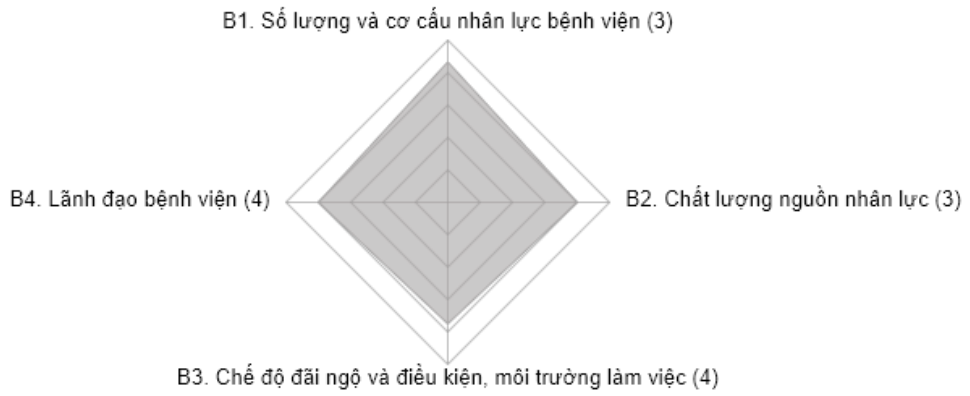 B1. Số lượng và cơ cấu nhân lực bệnh viện (3)
B4. Lãnh đạo bệnh viện (4)
B2. Chất lượng nguồn nhân lực (3)
B3. Chế độ đãi ngộ và điều kiện, môi trường làm việc (4)